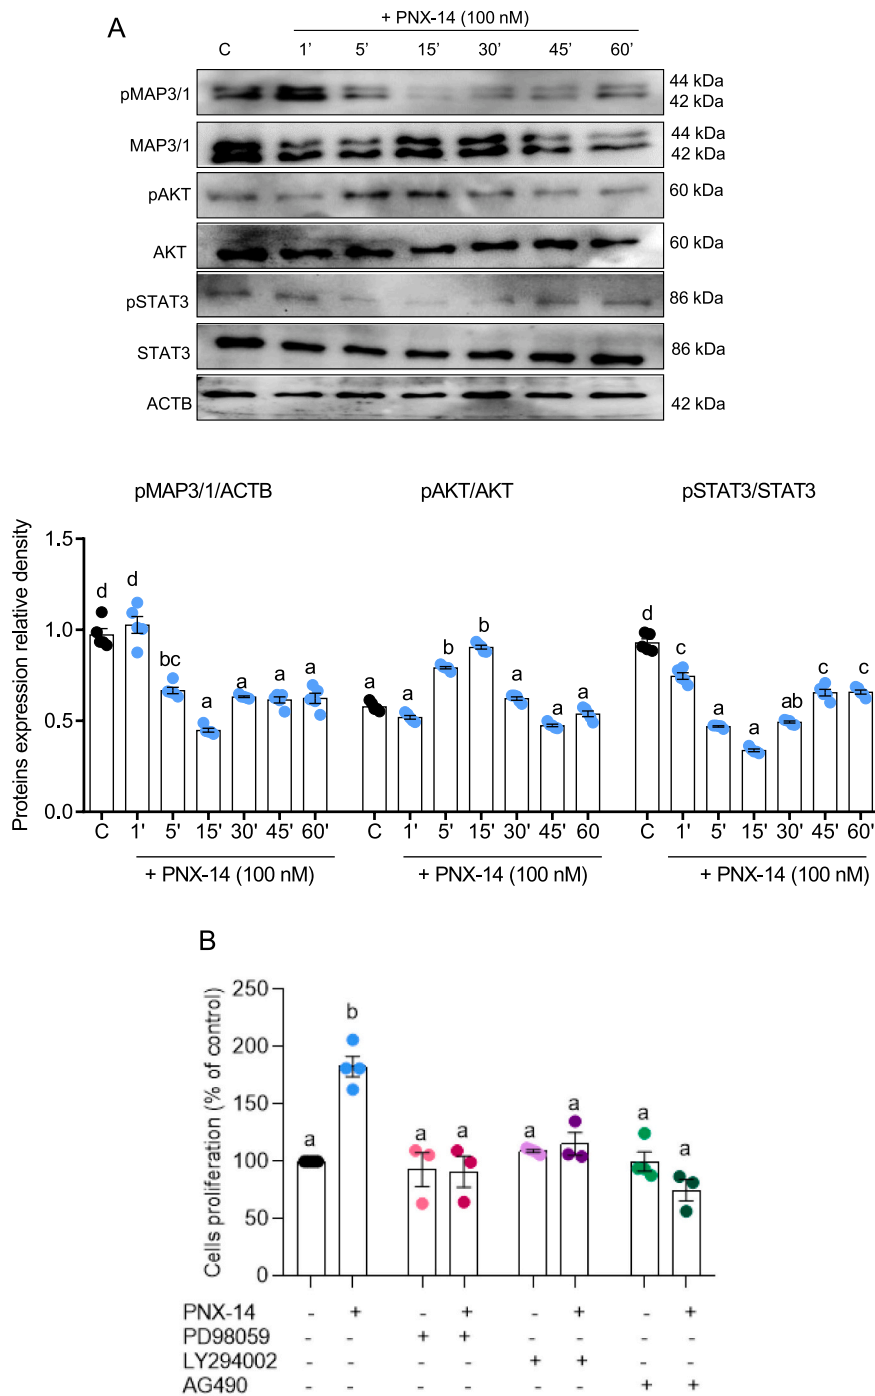 A
+ PNX-14 (100 nM)
C 1’ 5’ 15’ 30’ 45’ 60’
pMAP3/1 44 kDa
42 kDa
MAP3/1 44 kDa
42 kDa
pAKT 60 kDa
AKT 60 kDa
pSTAT3 86 kDa
STAT3 86 kDa
ACTB 42 kDa
pMAP3/1/ACTB pAKT/AKT pSTAT3/STAT3
Proteins expression relative density
1.5
1.0
0.5
0.0
d d bc a a a a
a a b b a a a
d c a a ab c c
C 1' 5' 15' 30' 45' 60' C 1' 5' 15' 30' 45' 60 C 1' 5' 15' 30' 45' 60'
+ PNX-14 (100 nM) + PNX-14 (100 nM) + PNX-14 (100 nM)
B
Cells proliferation (% of control)
250
200
150
100
50
0
a b a a a a a a
PNX-14 - + - + - + - +
PD98059 - - + + - - - -
LY294002 - - - - + + - -
AG490 - - - - - - + +